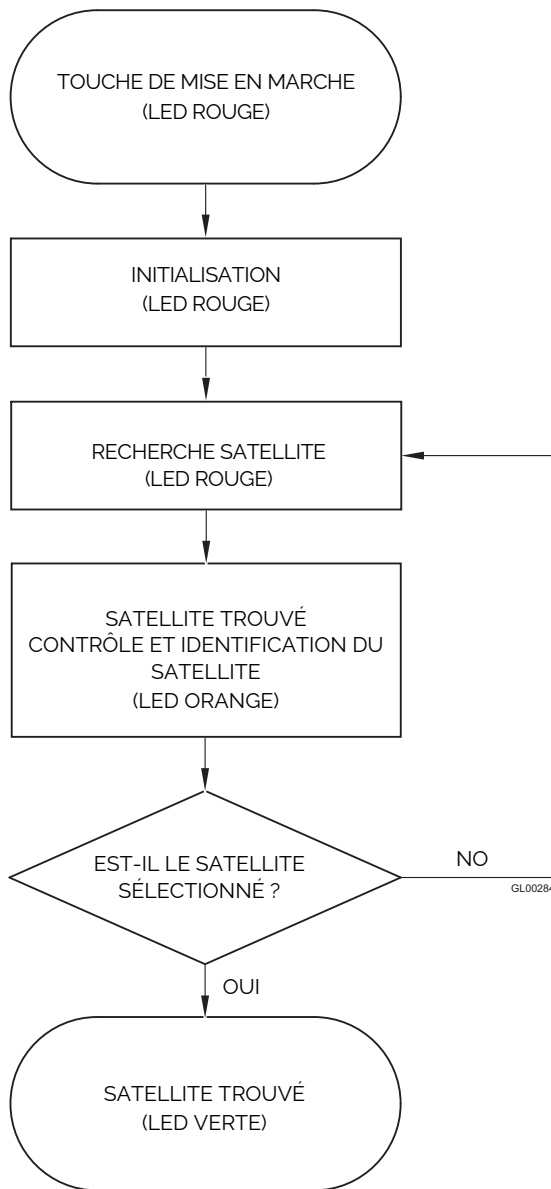 TOUCHE DE MISE EN MARCHE
(LED ROUGE)
INITIALISATION
(LED ROUGE)
RECHERCHE SATELLITE
(LED ROUGE)
SATELLITE TROUVÉ
CONTRÔLE ET IDENTIFICATION DU
SATELLITE
(LED ORANGE)
EST-IL LE SATELLITE
SÉLECTIONNÉ ?
NO
GL00284
OUI
SATELLITE TROUVÉ
(LED VERTE)